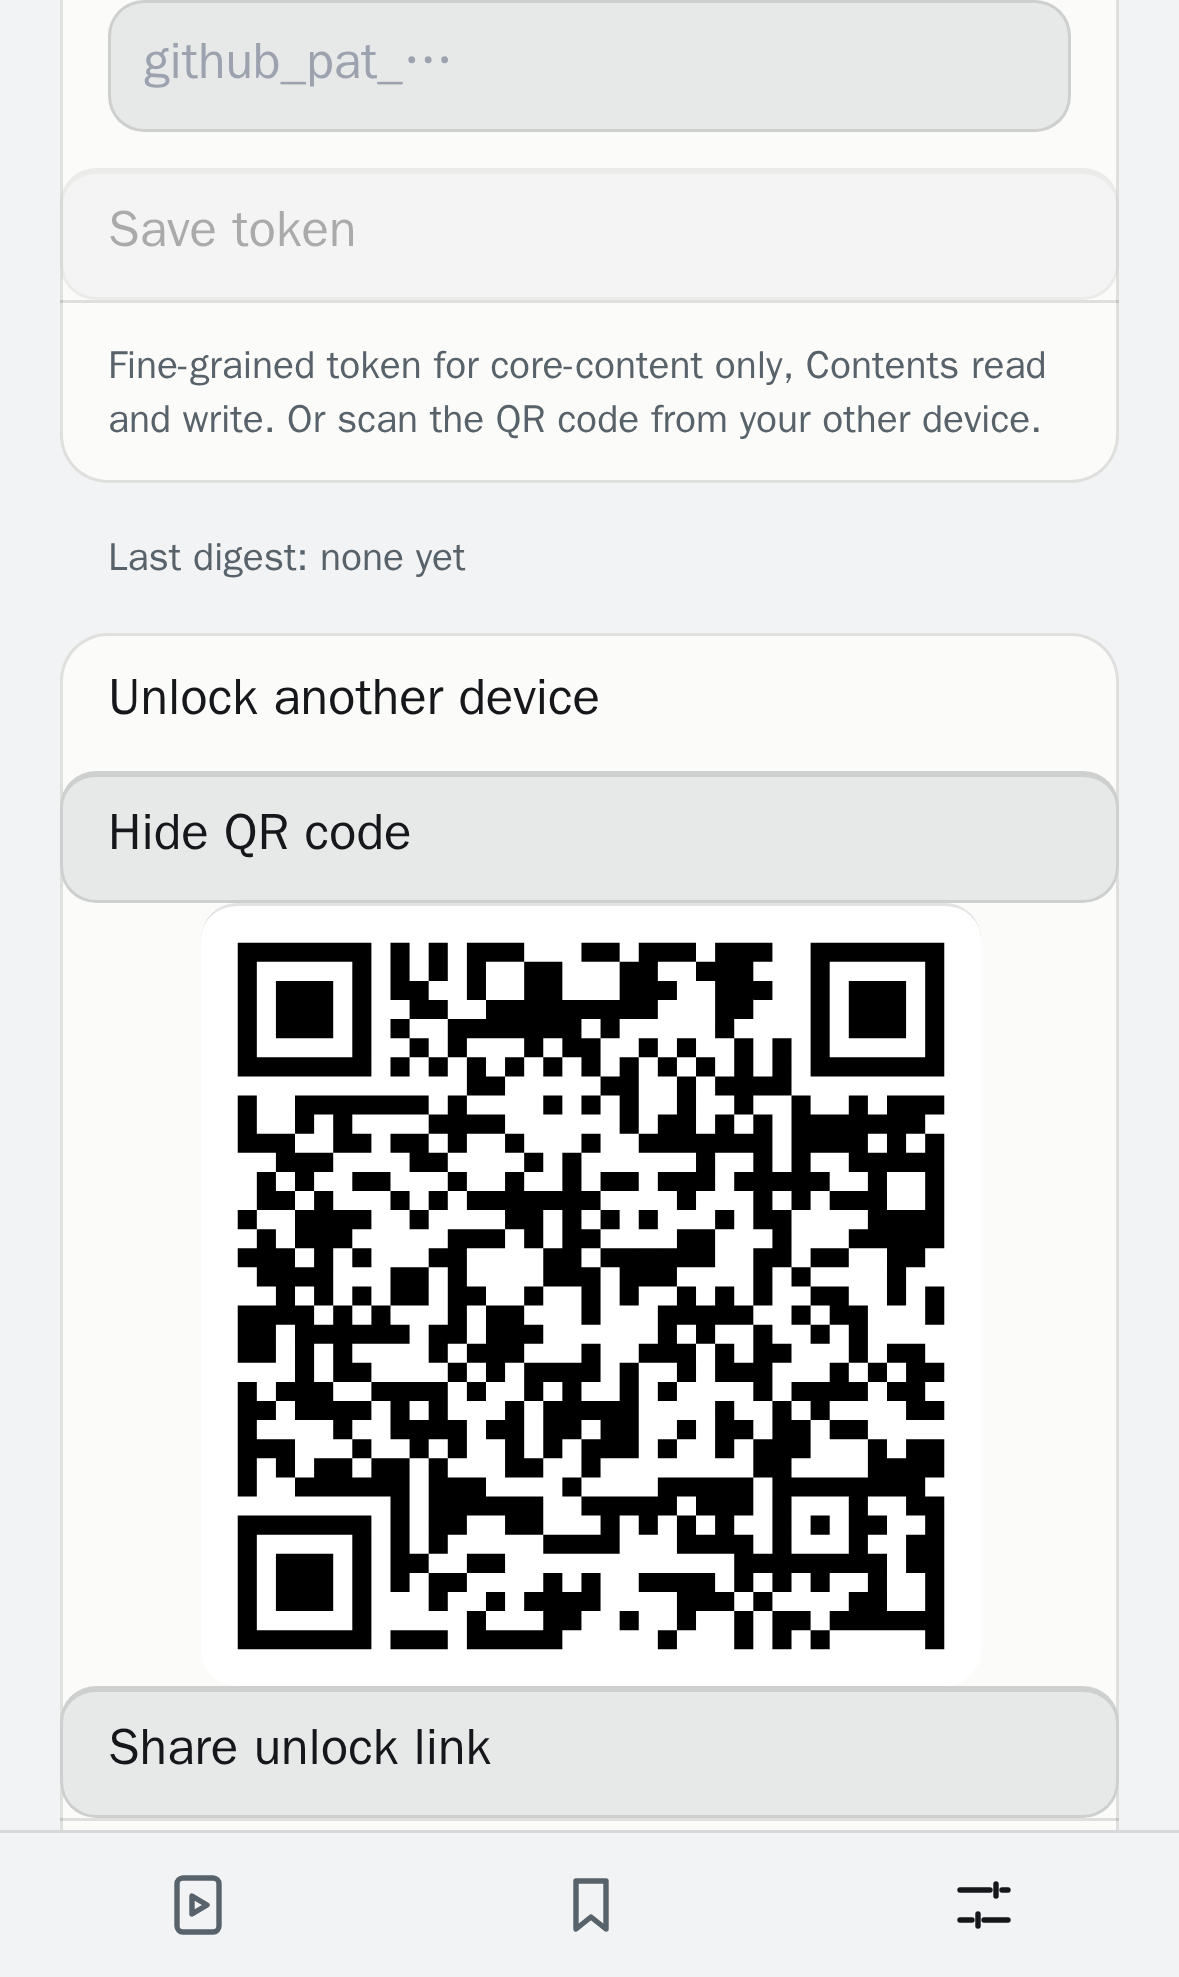 github_pat_···
Save token
Fine-grained token for core-content only, Contents read
and write. Or scan the QR code from your other device.
Last digest: none yet
Unlock another device
Hide QR code
Share unlock link